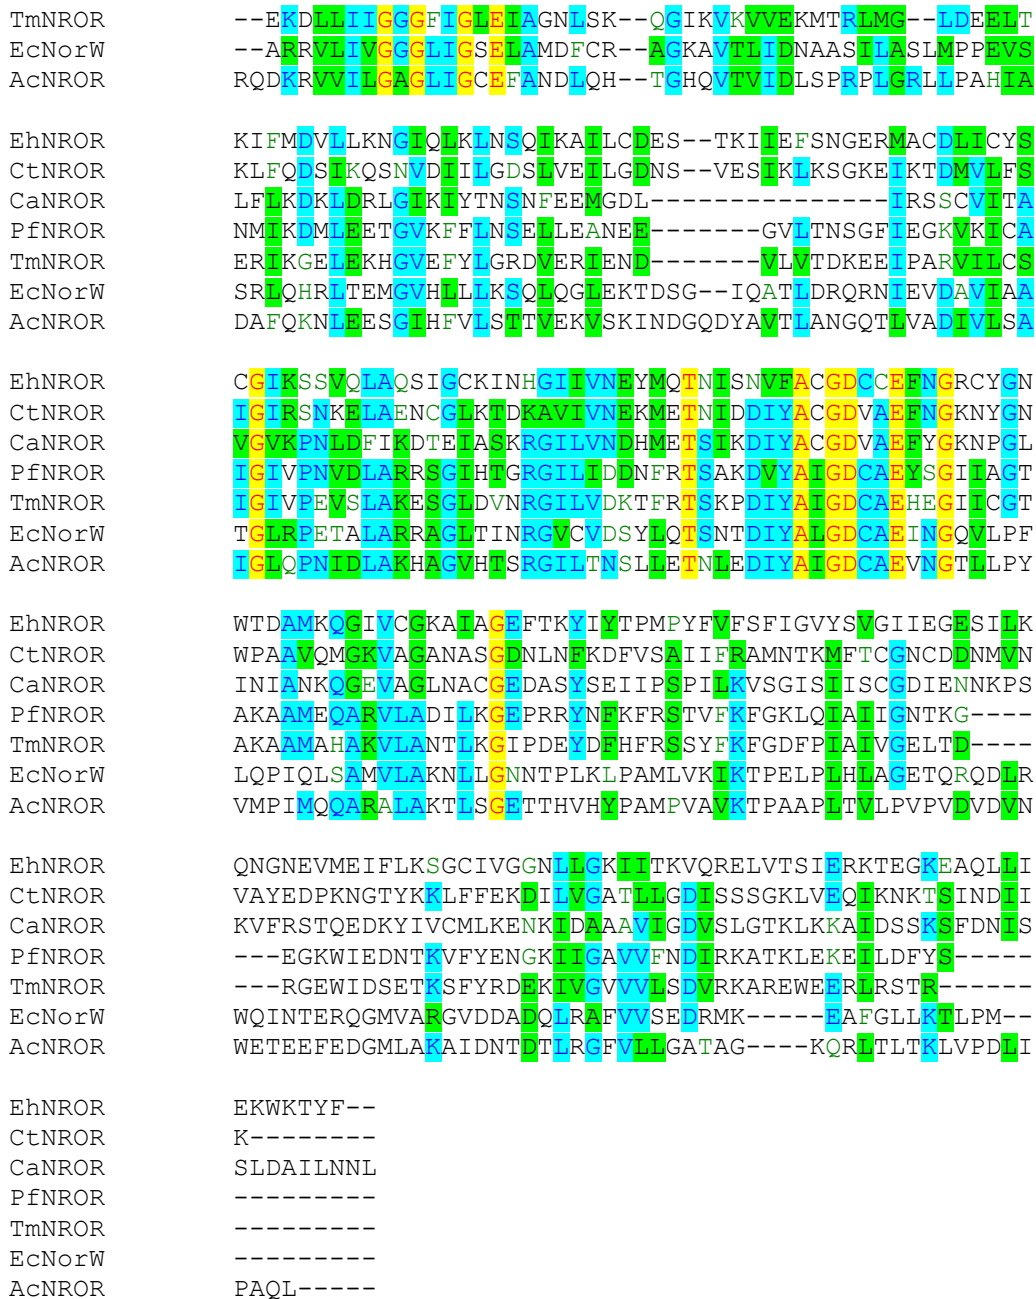 TmNROR --EKDLLIIGGGFIGLEIAGNLSK--QGIKVKVVEKMTRLMG--LDEELT
EcNorW --ARRVLIVGGGLIGSELAMDFCR--AGKAVTLIDNAASILASLMPPEVS
AcNROR RQDKRVVILGAGLIGCEFANDLQH--TGHQVTVIDLSPRPLGRLLPAHIA
EhNROR KIFMDVLLKNGIQLKLNSQIKAILCDES--TKIIEFSNGERMACDLICYS
CtNROR KLFQDSIKQSNVDIILGDSLVEILGDNS--VESIKLKSGKEIKTDMVLFS
CaNROR LFLKDKLDRLGIKIYTNSNFEEMGDL---------------IRSSCVITA
PfNROR NMIKDMLEETGVKFFLNSELLEANEE-------GVLTNSGFIEGKVKICA
TmNROR ERIKGELEKHGVEFYLGRDVERIEND-------VLVTDKEEIPARVILCS
EcNorW SRLQHRLTEMGVHLLLKSQLQGLEKTDSG--IQATLDRQRNIEVDAVIAA
AcNROR DAFQKNLEESGIHFVLSTTVEKVSKINDGQDYAVTLANGQTLVADIVLSA
EhNROR CGIKSSVQLAQSIGCKINHGIIVNEYMQTNISNVFACGDCCEFNGRCYGN
CtNROR IGIRSNKELAENCGLKTDKAVIVNEKMETNIDDIYACGDVAEFNGKNYGN
CaNROR VGVKPNLDFIKDTEIASKRGILVNDHMETSIKDIYACGDVAEFYGKNPGL
PfNROR IGIVPNVDLARRSGIHTGRGILIDDNFRTSAKDVYAIGDCAEYSGIIAGT
TmNROR IGIVPEVSLAKESGLDVNRGILVDKTFRTSKPDIYAIGDCAEHEGIICGT
EcNorW TGLRPETALARRAGLTINRGVCVDSYLQTSNTDIYALGDCAEINGQVLPF
AcNROR IGLQPNIDLAKHAGVHTSRGILTNSLLETNLEDIYAIGDCAEVNGTLLPY
EhNROR WTDAMKQGIVCGKAIAGEFTKYIYTPMPYFVFSFIGVYSVGIIEGESILK
CtNROR WPAAVQMGKVAGANASGDNLNFKDFVSAIIFRAMNTKMFTCGNCDDNMVN
CaNROR INIANKQGEVAGLNACGEDASYSEIIPSPILKVSGISIISCGDIENNKPS
PfNROR AKAAMEQARVLADILKGEPRRYNFKFRSTVFKFGKLQIAIIGNTKG----
TmNROR AKAAMAHAKVLANTLKGIPDEYDFHFRSSYFKFGDFPIAIVGELTD----
EcNorW LQPIQLSAMVLAKNLLGNNTPLKLPAMLVKIKTPELPLHLAGETQRQDLR
AcNROR VMPIMQQARALAKTLSGETTHVHYPAMPVAVKTPAAPLTVLPVPVDVDVN
EhNROR QNGNEVMEIFLKSGCIVGGNLLGKIITKVQRELVTSIERKTEGKEAQLLI
CtNROR VAYEDPKNGTYKKLFFEKDILVGATLLGDISSSGKLVEQIKNKTSINDII
CaNROR KVFRSTQEDKYIVCMLKENKIDAAAVIGDVSLGTKLKKAIDSSKSFDNIS
PfNROR ---EGKWIEDNTKVFYENGKIIGAVVFNDIRKATKLEKEILDFYS-----
TmNROR ---RGEWIDSETKSFYRDEKIVGVVVLSDVRKAREWEERLRSTR------
EcNorW WQINTERQGMVARGVDDADQLRAFVVSEDRMK-----EAFGLLKTLPM--
AcNROR WETEEFEDGMLAKAIDNTDTLRGFVLLGATAG----KQRLTLTKLVPDLI
EhNROR EKWKTYF--
CtNROR K--------
CaNROR SLDAILNNL
PfNROR ---------
TmNROR ---------
EcNorW ---------
AcNROR PAQL-----